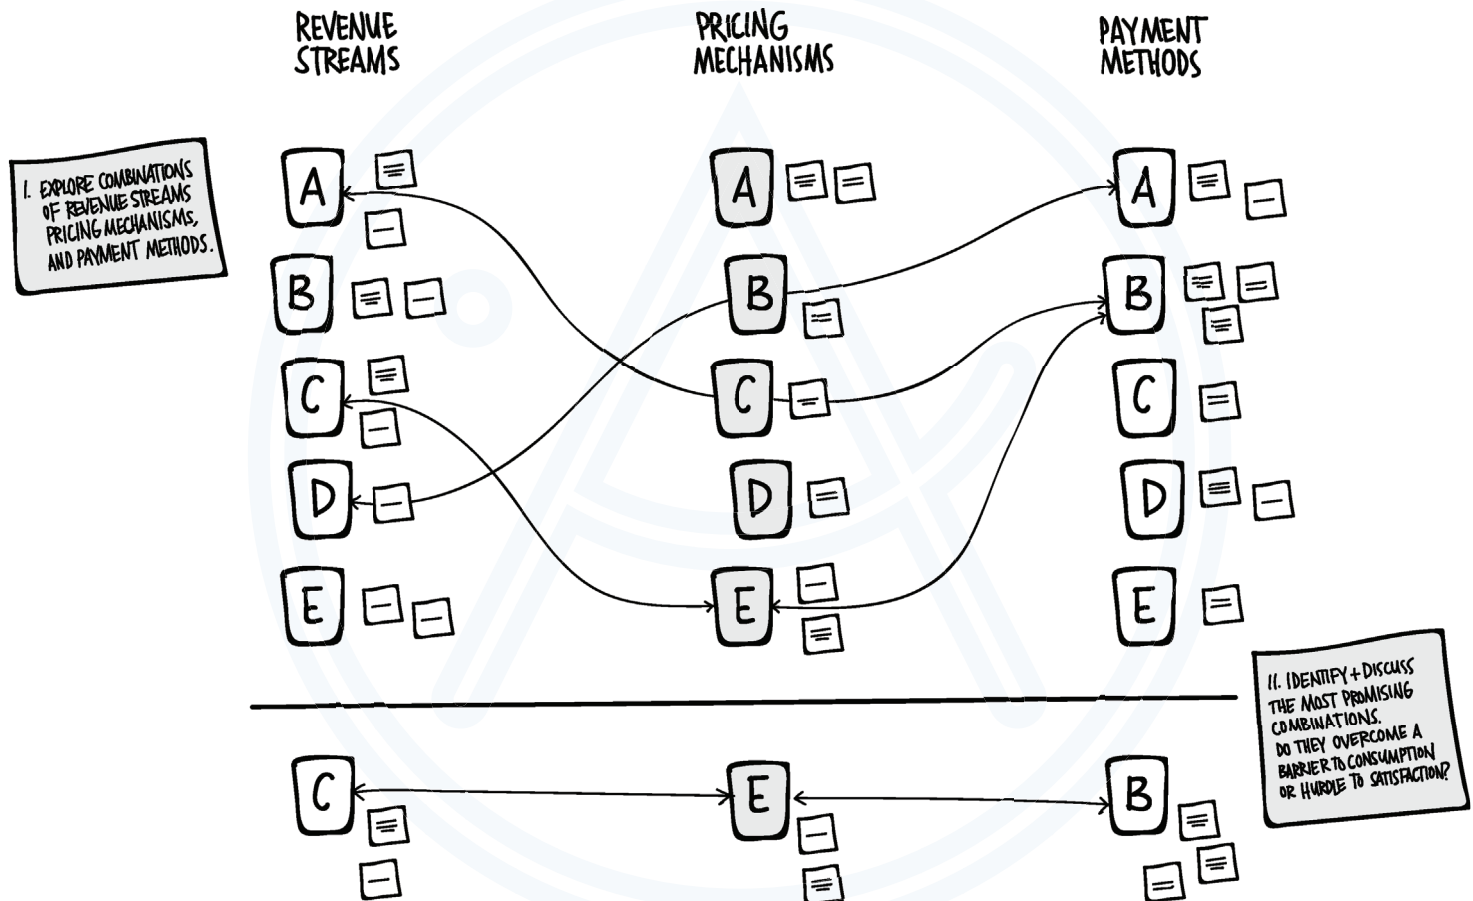 REVENUE
STREAMS
PRICING
MECHANISMS
PAYMENT
METHODS
I. EXPLORE COMBINATIONS
OF REVENUE STREAMS
PRICING MECHANISMS,
AND PAYMENT METHODS.
A
A
A
B
B
B
C
C
C
D
D
D
E
E
E
II. IDENTIFY + DISCUSS
THE MOST PROMISING
COMBINATIONS.
DO THEY OVERCOME A
BARRIER TO CONSUMPTION
OR HURDLE TO SATISFACTION?
C
E
B